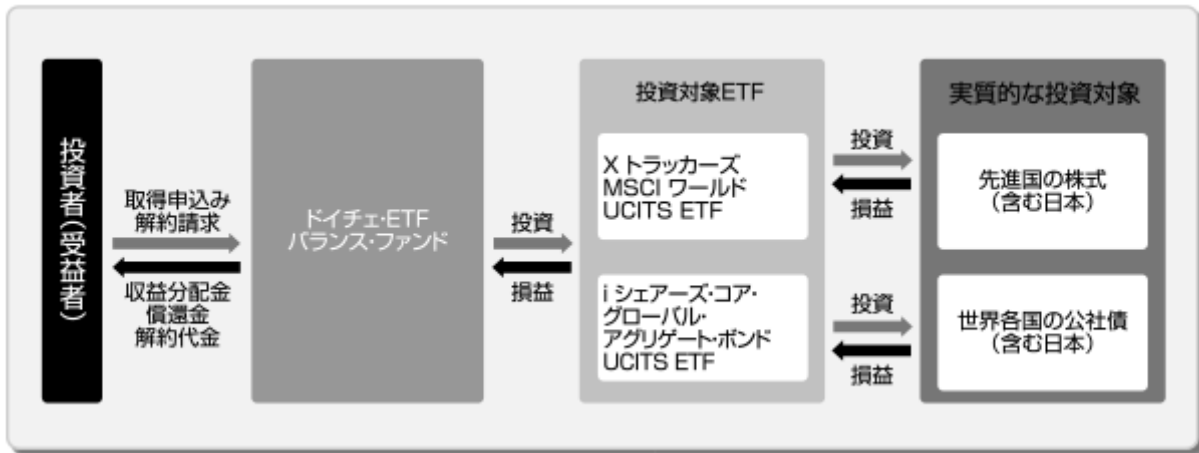 投資者(受益者)
取得申込み
解約請求
収益分配金
償還金
解約代金
ドイチェ・ETF
バランス・ファンド
投資
損益
投資対象ETF
X トラッカーズ
MSCI ワールド
UCITS ETF
i シェアーズ・コア・
グローバル・
アグリゲート・ボンド
UCITS ETF
投資
損益
投資
損益
実質的な投資対象
先進国の株式
(含む日本)
世界各国の公社債
(含む日本)